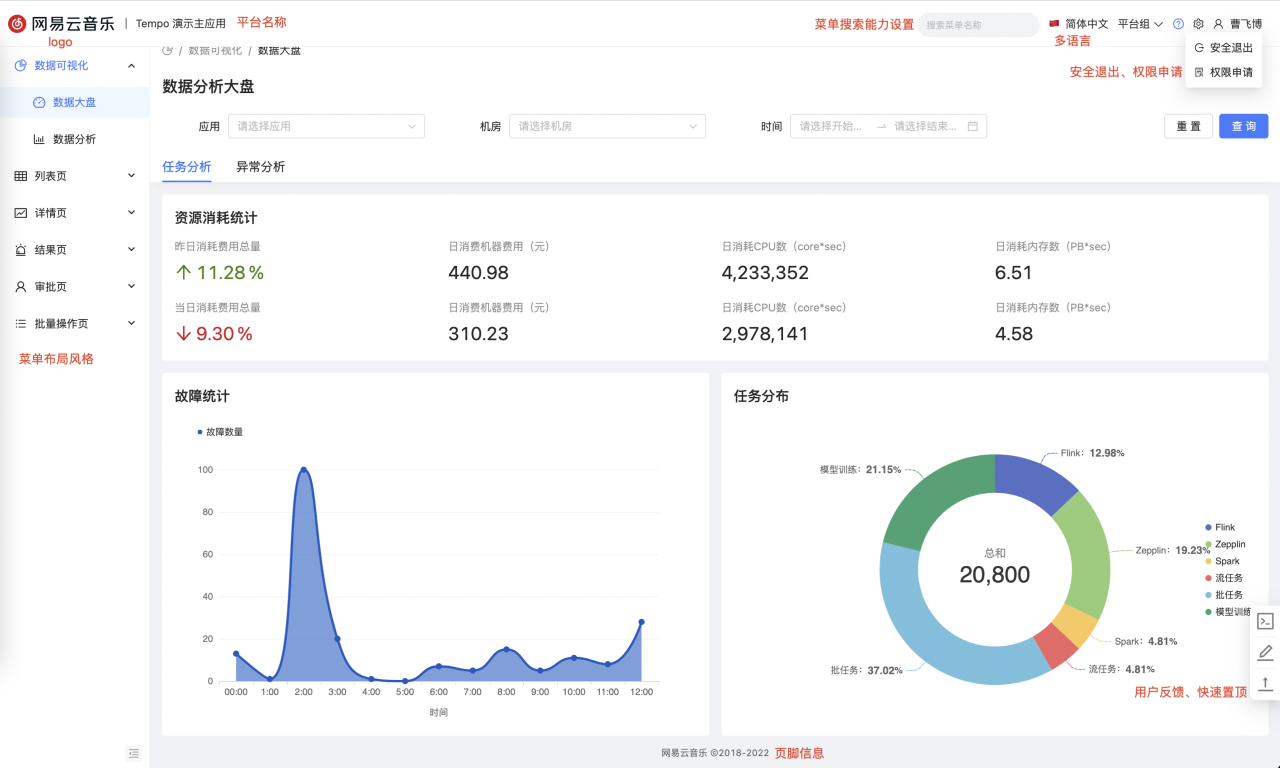 网易云音乐 | Tempo 演示主应用 平台名称 菜单搜索能力设置 搜索菜单名称 简体中文 平台组 曹飞博
logo 多语言
安全退出
安全退出、权限申请 权限申请
数据可视化 / 数据大盘
数据可视化
数据大盘
数据分析
列表页
详情页
结果页
审批页
批量操作页
菜单布局风格
数据分析大盘
应用 请选择应用 机房 请选择机房 时间 请选择开始... → 请选择结束... 重 置 查 询
任务分析 异常分析
资源消耗统计
昨日消耗费用总量 日消费机器费用（元） 日消耗CPU数（core*sec） 日消耗内存数（PB*sec）
↑ 11.28 % 440.98 4,233,352 6.51
当日消耗费用总量 日消费机器费用（元） 日消耗CPU数（core*sec） 日消耗内存数（PB*sec）
↓ 9.30 % 310.23 2,978,141 4.58
故障统计
故障数量
100
80
60
40
20
0
00:00 1:00 2:00 3:00 4:00 5:00 6:00 7:00 8:00 9:00 10:00 11:00 12:00
时间
任务分布
Flink： 12.98%
模型训练： 21.15%
Zepplin： 19.23%
Spark： 4.81%
流任务： 4.81%
批任务： 37.02%
总和
20,800
Flink
Zepplin
Spark
流任务
批任务
模型训练
用户反馈、快速置顶
网易云音乐 ©2018-2022 页脚信息